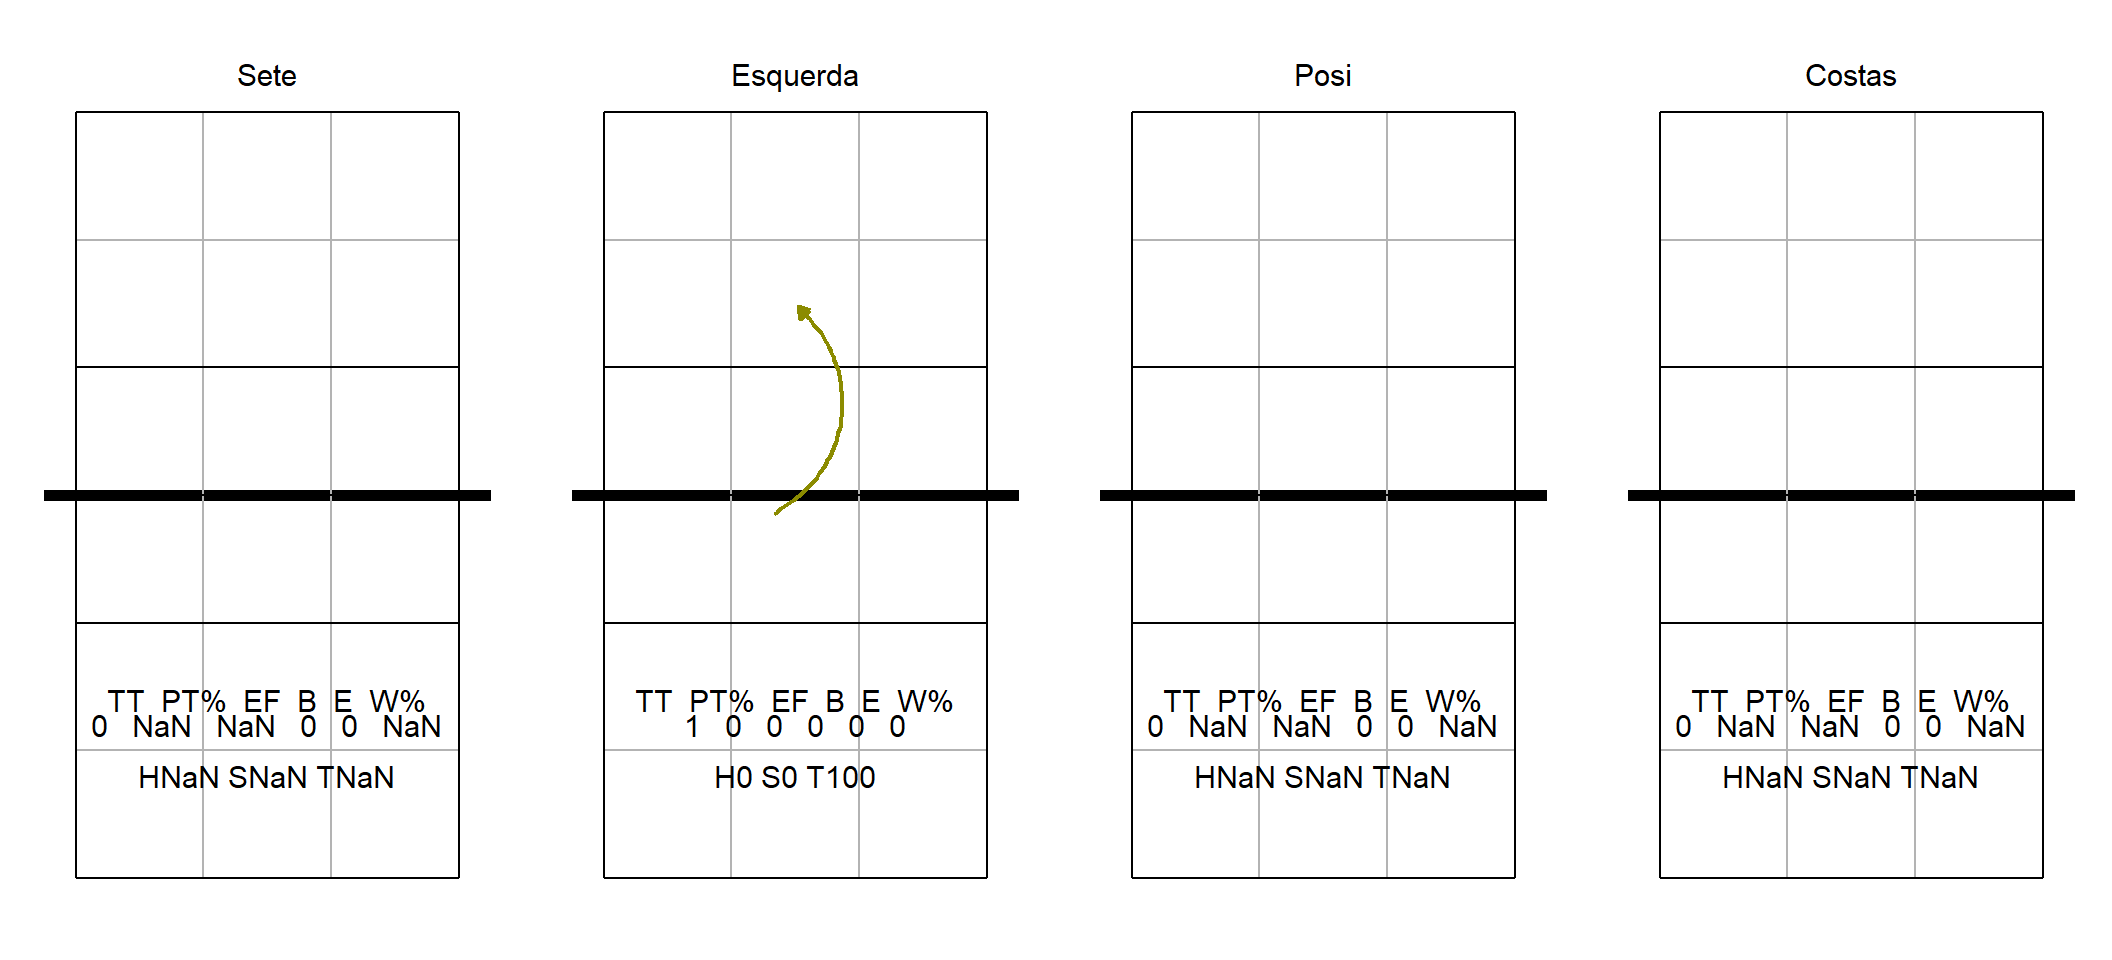 Sete
TT PT% EF B E W%
0 NaN NaN 0 0 NaN
HNaN SNaN TNaN
Esquerda
TT PT% EF B E W%
1 0 0 0 0 0
H0 S0 T100
Posi
TT PT% EF B E W%
0 NaN NaN 0 0 NaN
HNaN SNaN TNaN
Costas
TT PT% EF B E W%
0 NaN NaN 0 0 NaN
HNaN SNaN TNaN